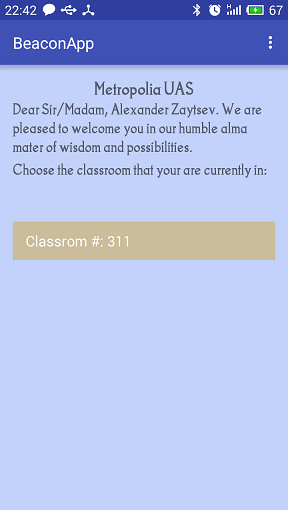 22:42 67
BeaconApp
Metropolia UAS
Dear Sir/Madam, Alexander Zaytsev. We are
pleased to welcome you in our humble alma
mater of wisdom and possibilities.
Choose the classroom that your are currently in:
Classrom #: 311